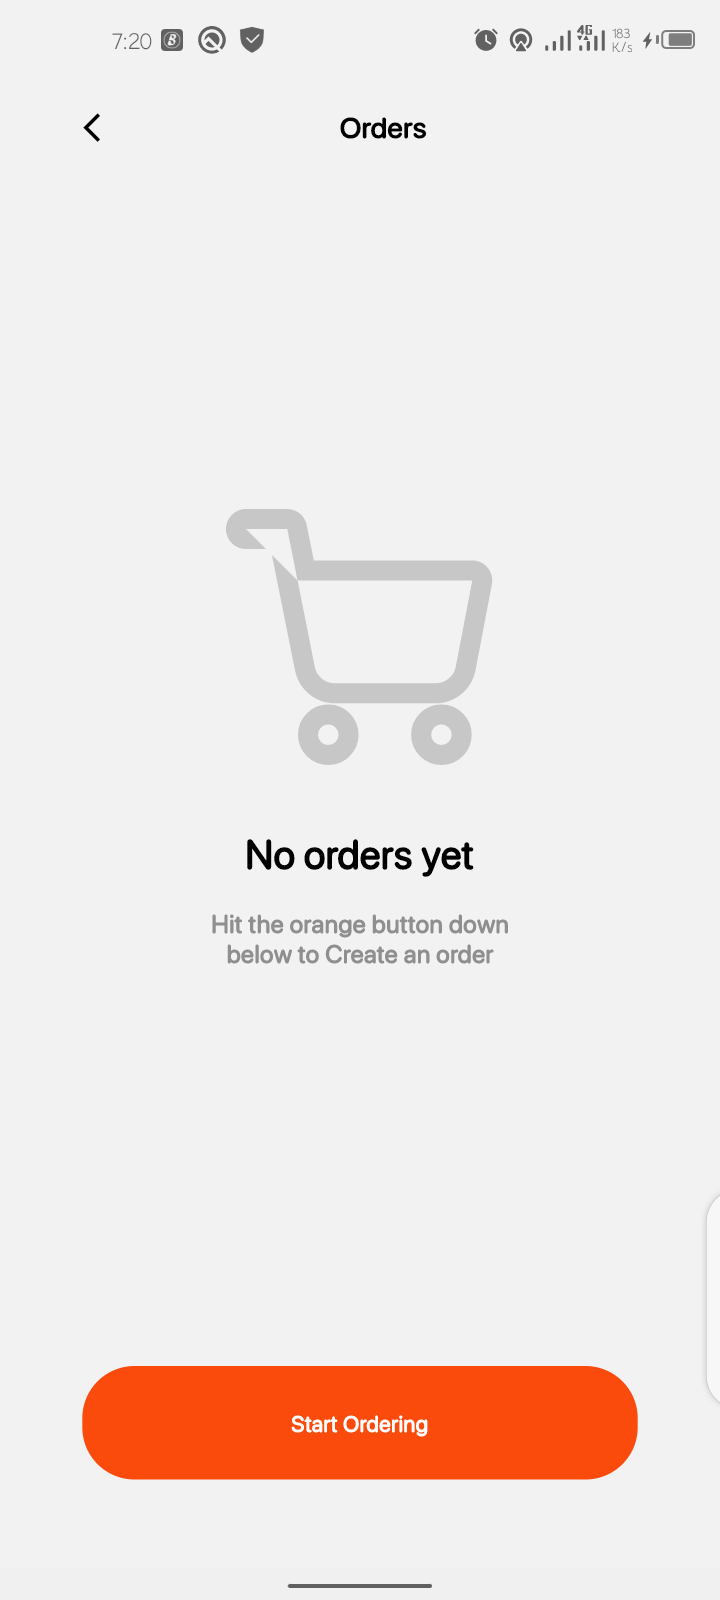 7:20
4G
183
K/s
Orders
No orders yet
Hit the orange button down
below to Create an order
Start Ordering